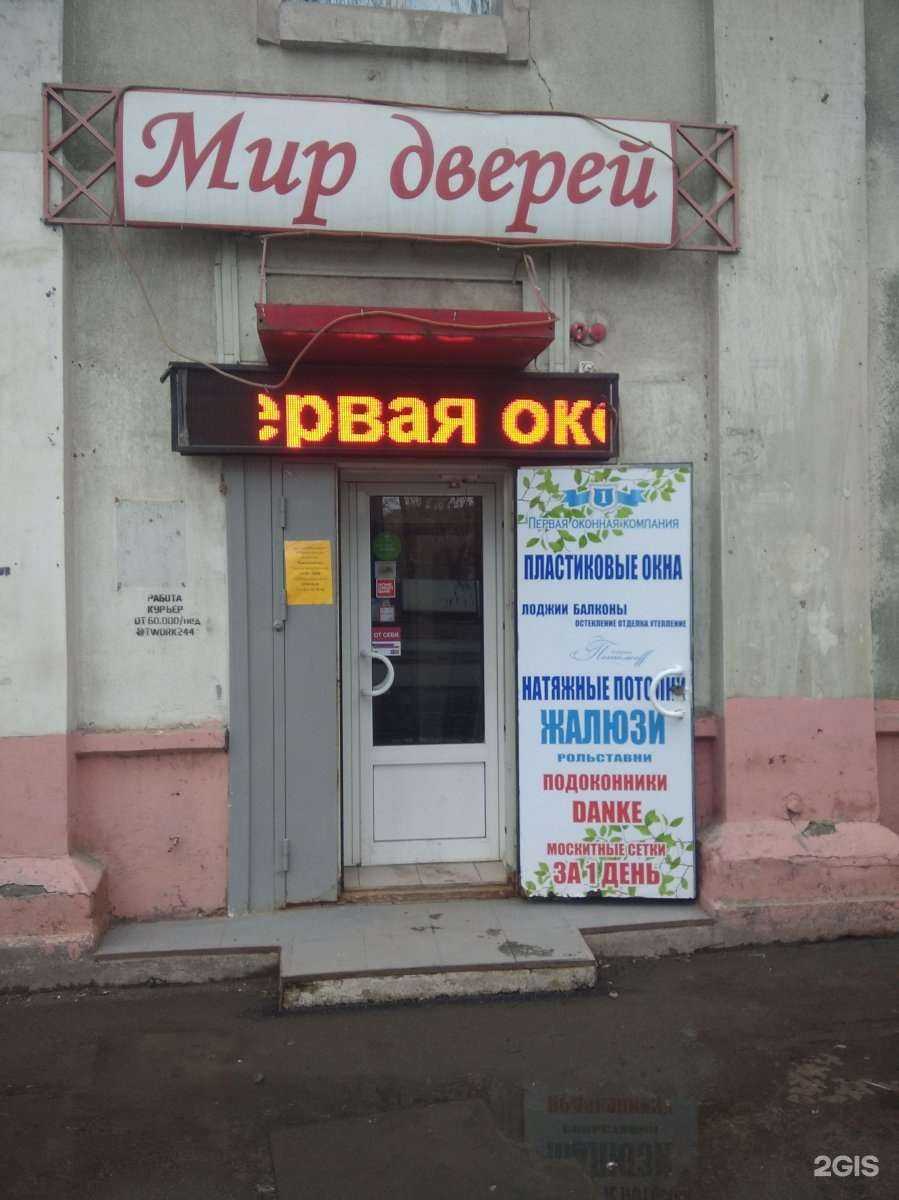 Мир дверей
ервая око
I
ПЕРВАЯ ОКОННАЯ КОМПАНИЯ
ПЛАСТИКОВЫЕ ОКНА
ЛОДЖИИ БАЛКОНЫ
ОСТЕКЛЕНИЕ ОТДЕЛКА УТЕПЛЕНИЕ
НАТЯЖНЫЕ ПОТОЛКИ
ЖАЛЮЗИ
РОЛЬСТАВНИ
ПОДОКОННИКИ
DANKE
МОСКИТНЫЕ СЕТКИ
ЗА 1 ДЕНЬ
ОТ СЕБЯ
РАБОТА
КУРЬЕР
ОТ 60.000/НЕД
@TWORK244
2GIS